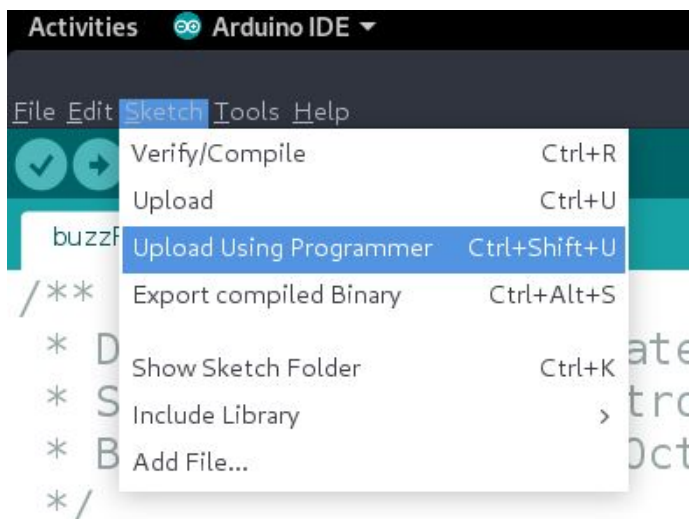 Activities Arduino IDE
File Edit Sketch Tools Help
Verify/Compile Ctrl+R
Upload Ctrl+U
Upload Using Programmer Ctrl+Shift+U
Export compiled Binary Ctrl+Alt+S
Show Sketch Folder Ctrl+K
Include Library >
Add File...
/**
*
*
*
*/